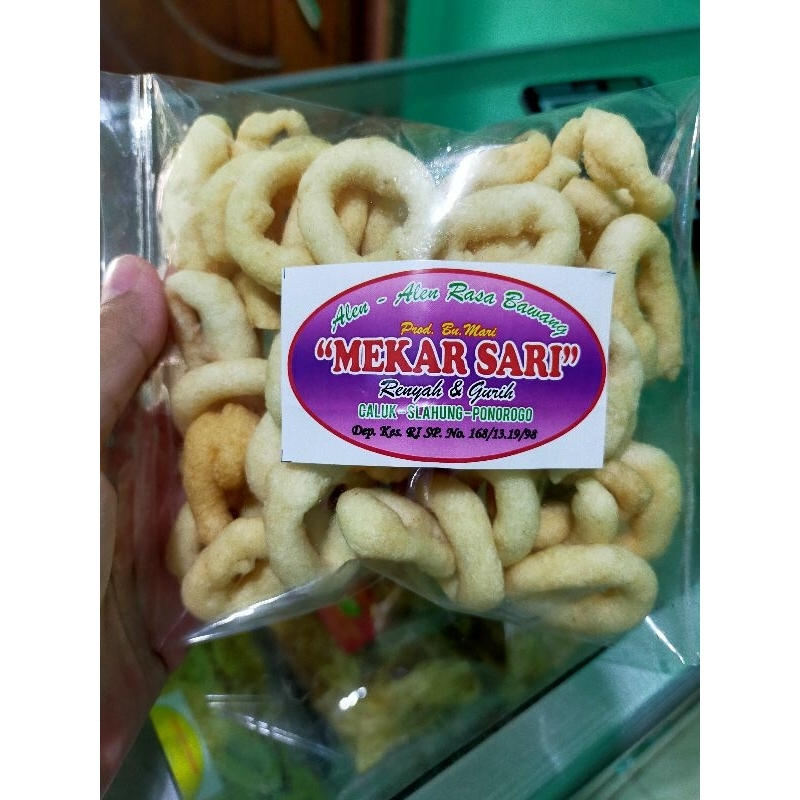 Alen - Alen Rasa Bawang
Prod. Bu.Mari
"MEKAR SARI"
Renyah & Gurih
CALUK-SLAHUNG-PONOROGO
Dep. Kes. RI SP. No. 168/13.19/98